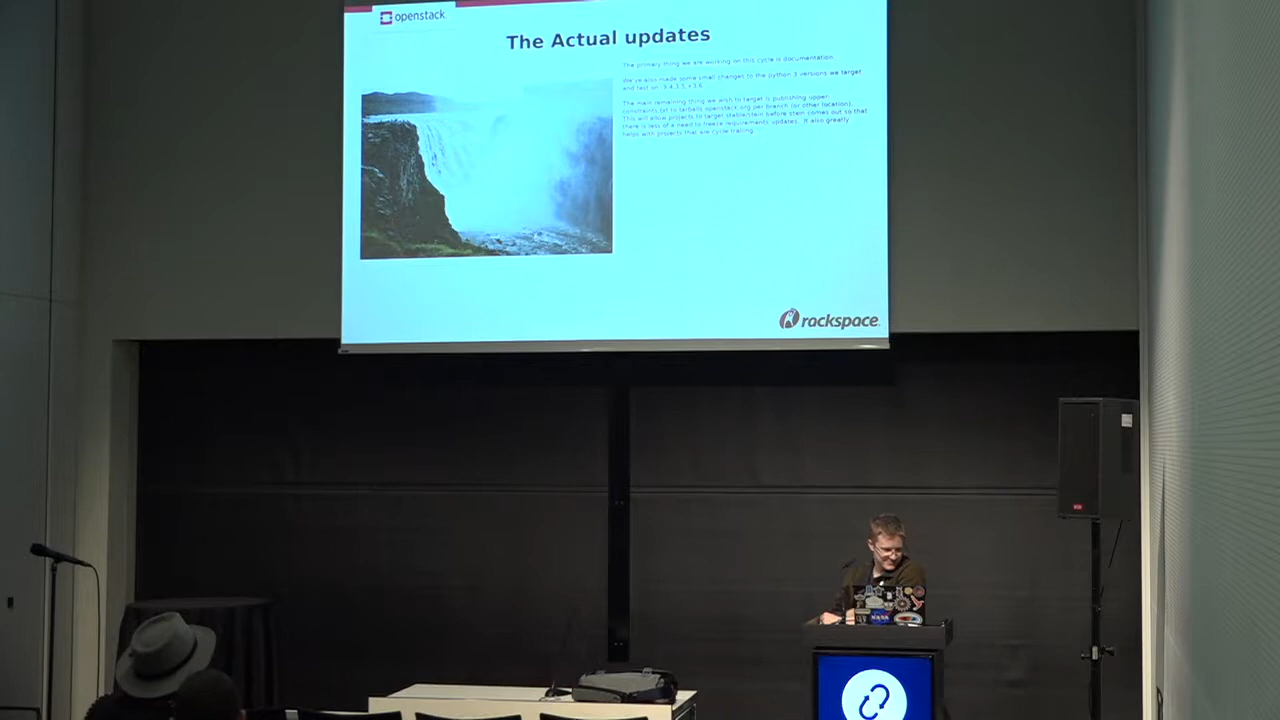 openstack.
The Actual updates
The primary thing we are working on this cycle is documentation.
We've also made some small changes to the python 3 versions we target
and test on: 3.4,3.5,+3.6
The main remaining thing we wish to target is publishing upper-
constraints.txt to tarballs.openstack.org per branch (or other location).
This will allow projects to target stable/stein before stein comes out so that
there is less of a need to freeze requirements updates. It also greatly
helps with projects that are cycle trailing.
rackspace.
NASA